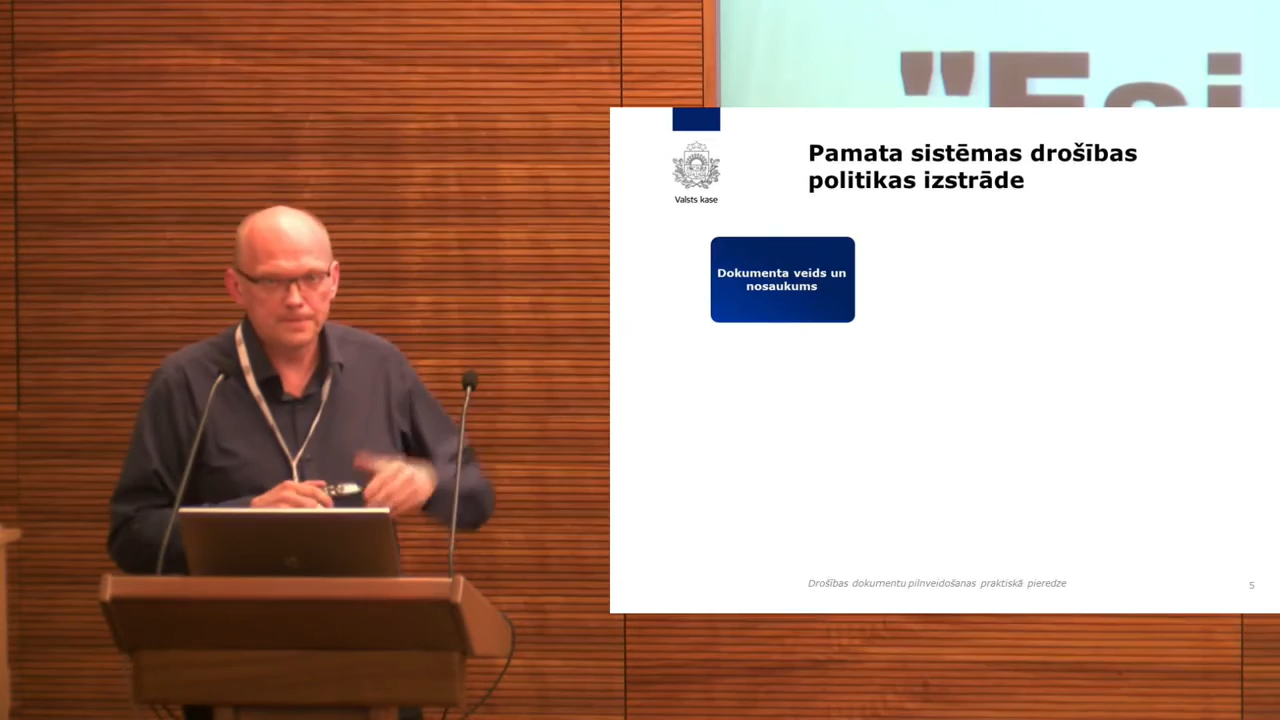 Valsts kase
Pamata sistēmas drošības
politikas izstrāde
Dokumenta veids un
nosaukums
Drošības dokumentu pilnveidošanas praktiskā pieredze
5